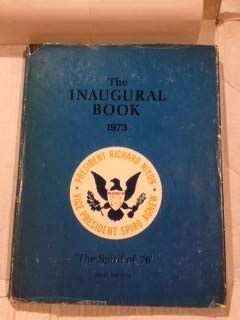 The
INAUGURAL
BOOK
1973
PRESIDENT RICHARD NIXON
VICE PRESIDENT SPIRO AGNEW
"The Spirit of '76"